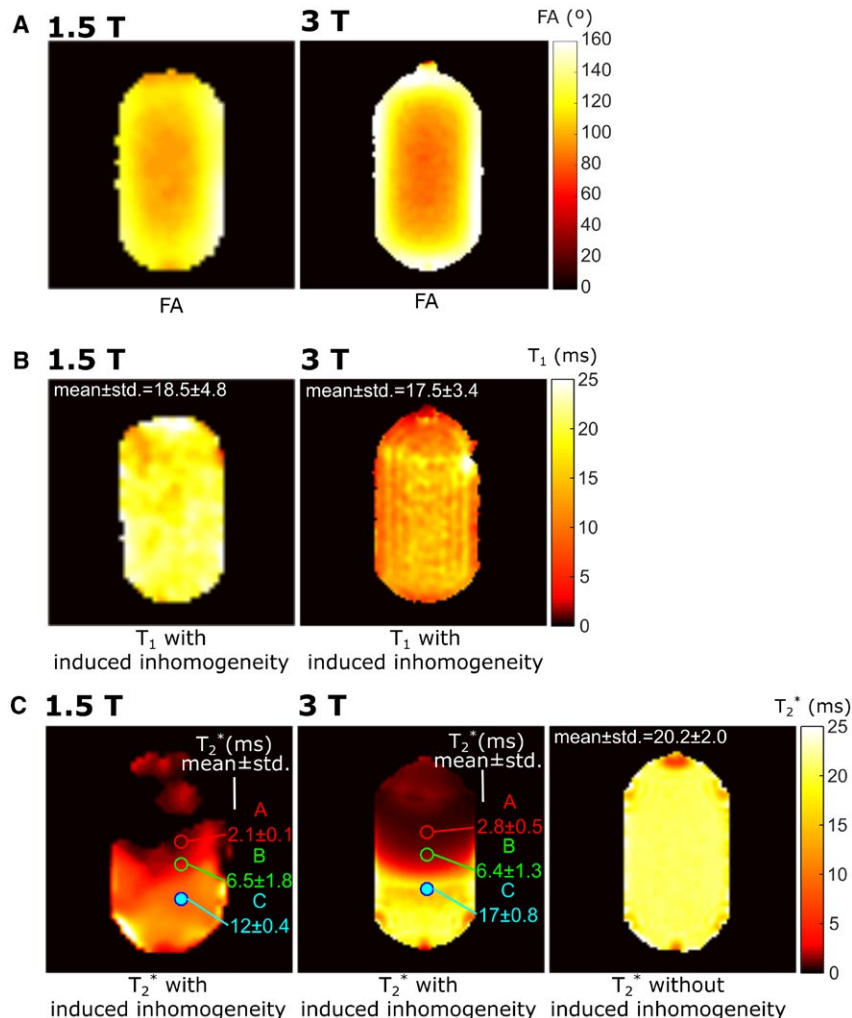 A 1.5 T 3 T FA (º)
160
140
120
100
80
60
40
20
0
FA FA
B 1.5 T 3 T T₁ (ms)
mean±std.=18.5±4.8 mean±std.=17.5±3.4
25
20
15
10
5
0
T₁ with
induced inhomogeneity
T₁ with
induced inhomogeneity
C 1.5 T 3 T T₂* (ms)
T₂*(ms)
mean±std.
A
2.1±0.1
B
6.5±1.8
C
12±0.4
T₂* with
induced inhomogeneity
T₂*(ms)
mean±std.
A
2.8±0.5
B
6.4±1.3
C
17±0.8
T₂* with
induced inhomogeneity
mean±std.=20.2±2.0
T₂* without
induced inhomogeneity
25
20
15
10
5
0